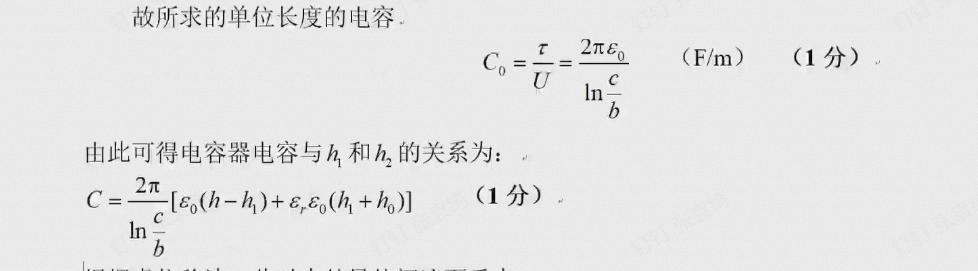 故所求的单位长度的电容
C₀ = τ/U = 2πε₀/ln(c/b) （F/m） （1 分）
由此可得电容器电容与h₁和h₂的关系为：
C = 2π/ln(c/b) [ε₀(h−h₁)+εᵣε₀(h₁+h₀)] （1 分）